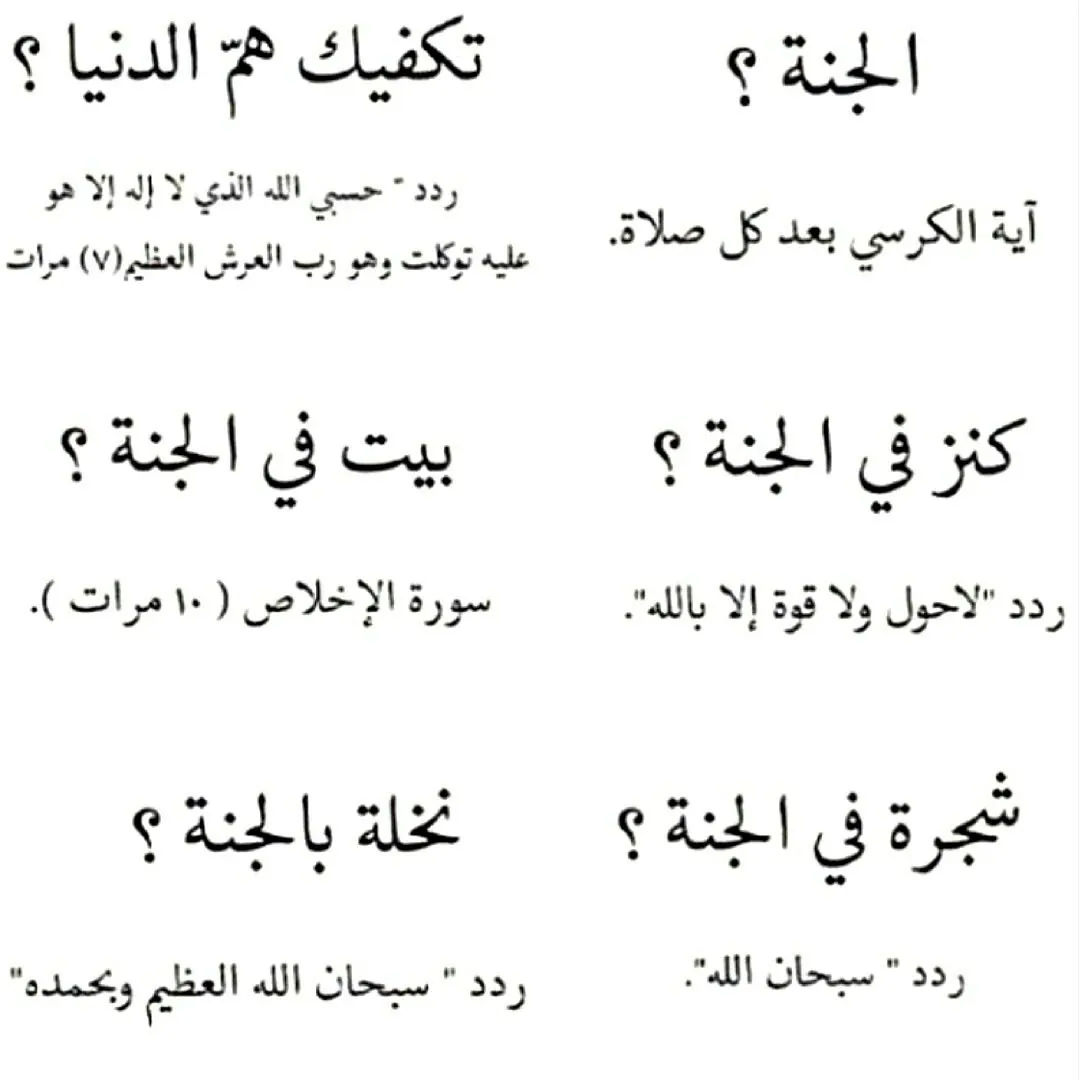 الجنة ؟
آية الكرسي بعد كل صلاة.
تكفيك همّ الدنيا ؟
ردد " حسبي الله الذي لا إله إلا هو
عليه توكلت وهو رب العرش العظيم(٧) مرات
كنز في الجنة ؟
ردد "لاحول ولا قوة إلا بالله".
بيت في الجنة ؟
سورة الإخلاص ( ١٠ مرات ).
شجرة في الجنة ؟
ردد " سبحان الله".
نخلة بالجنة ؟
ردد " سبحان الله العظيم وبحمده"